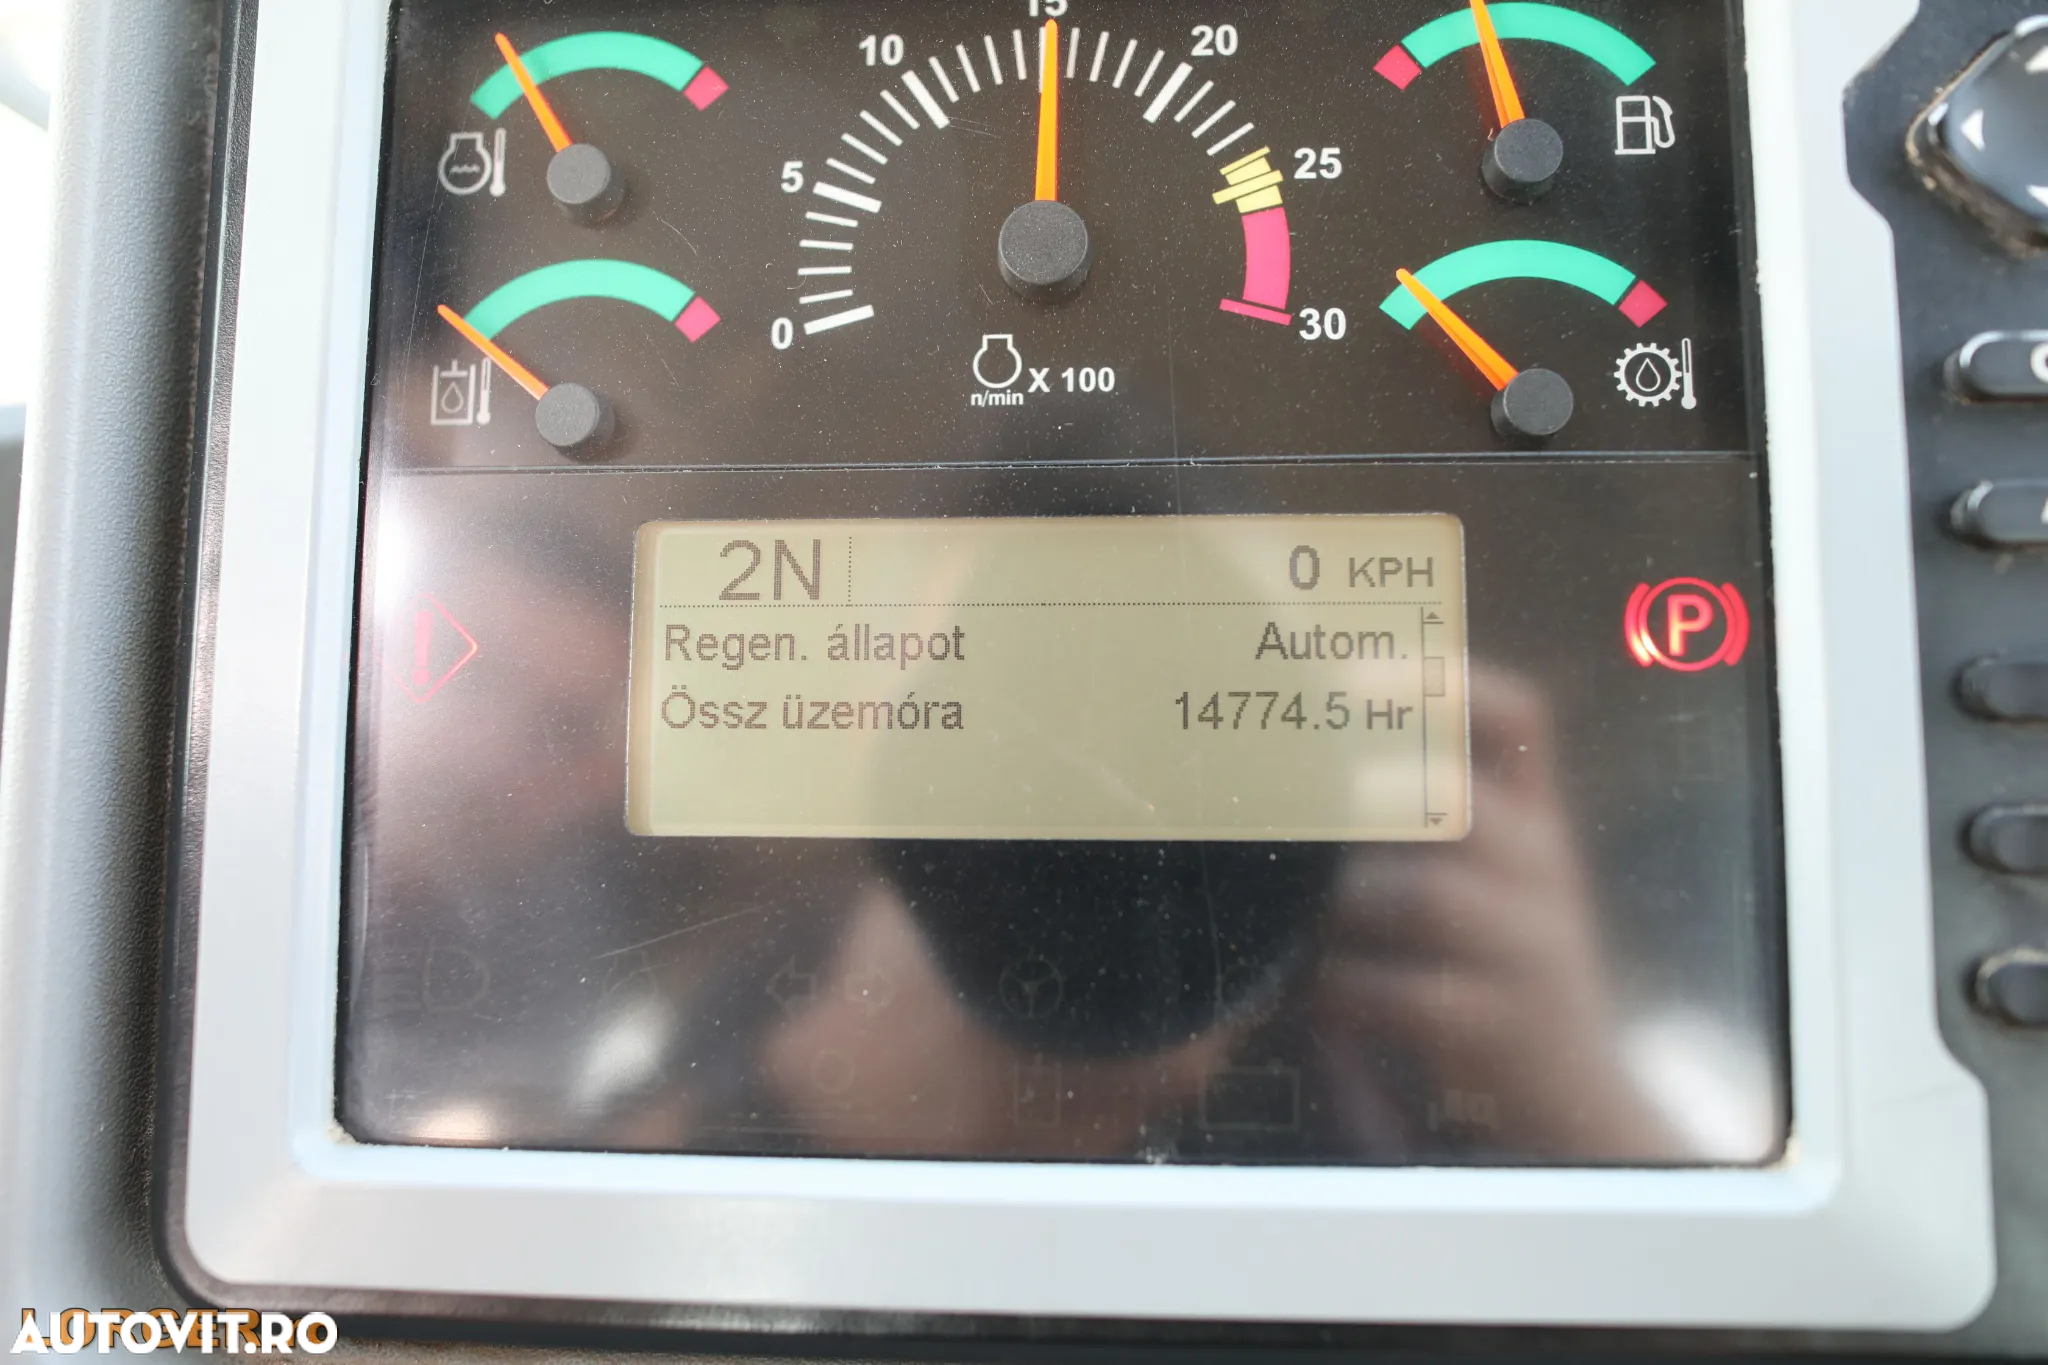 15
10
20
5
25
0
30
n/min X 100
2N
0 KPH
Regen. állapot
Autom.
Össz üzemóra
14774.5 Hr
P
AUTOVIT.RO